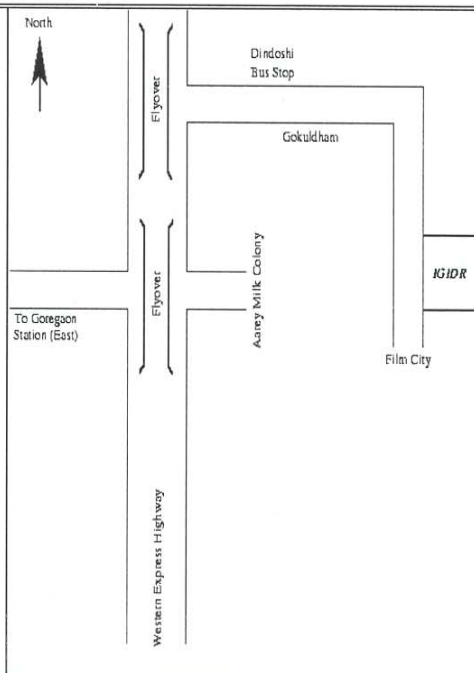 North
Dindoshi
Bus Stop
Flyover
Gokuldham
Aarey Milk Colony
IGIDR
Flyover
To Goregaon
Station (East)
Film City
Western Express Highway